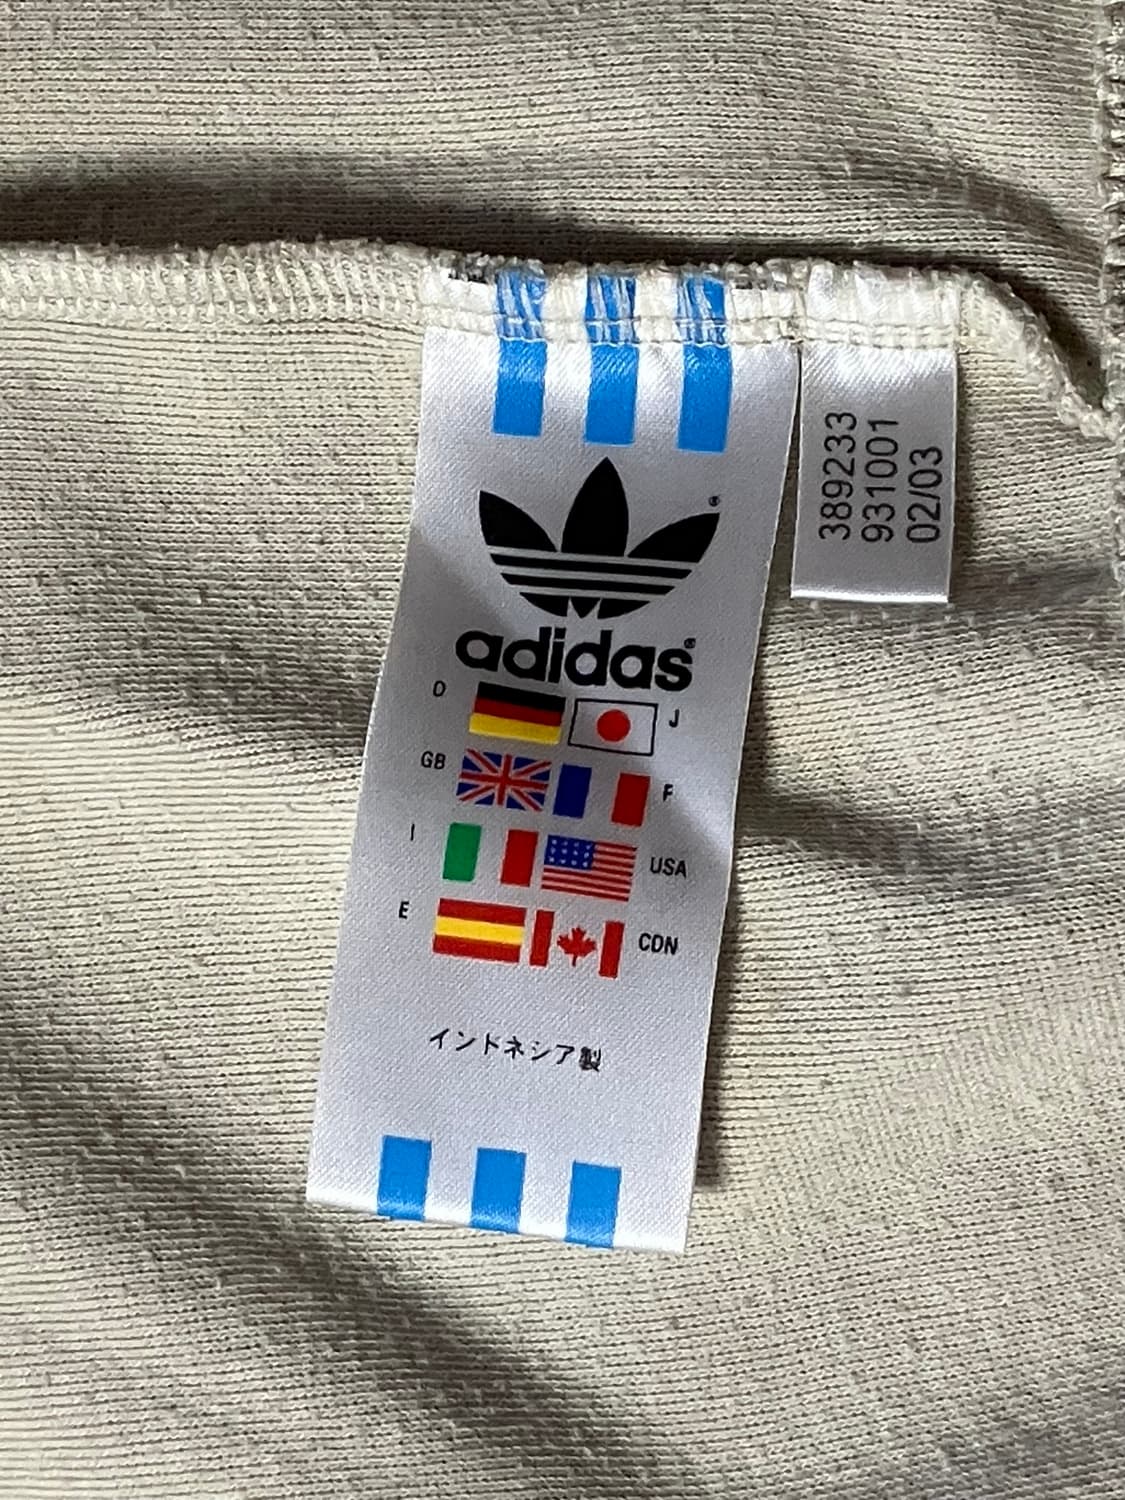 adidas
D
J
GB
F
I
USA
E
CDN
インドネシア製
389233
931001
02/03